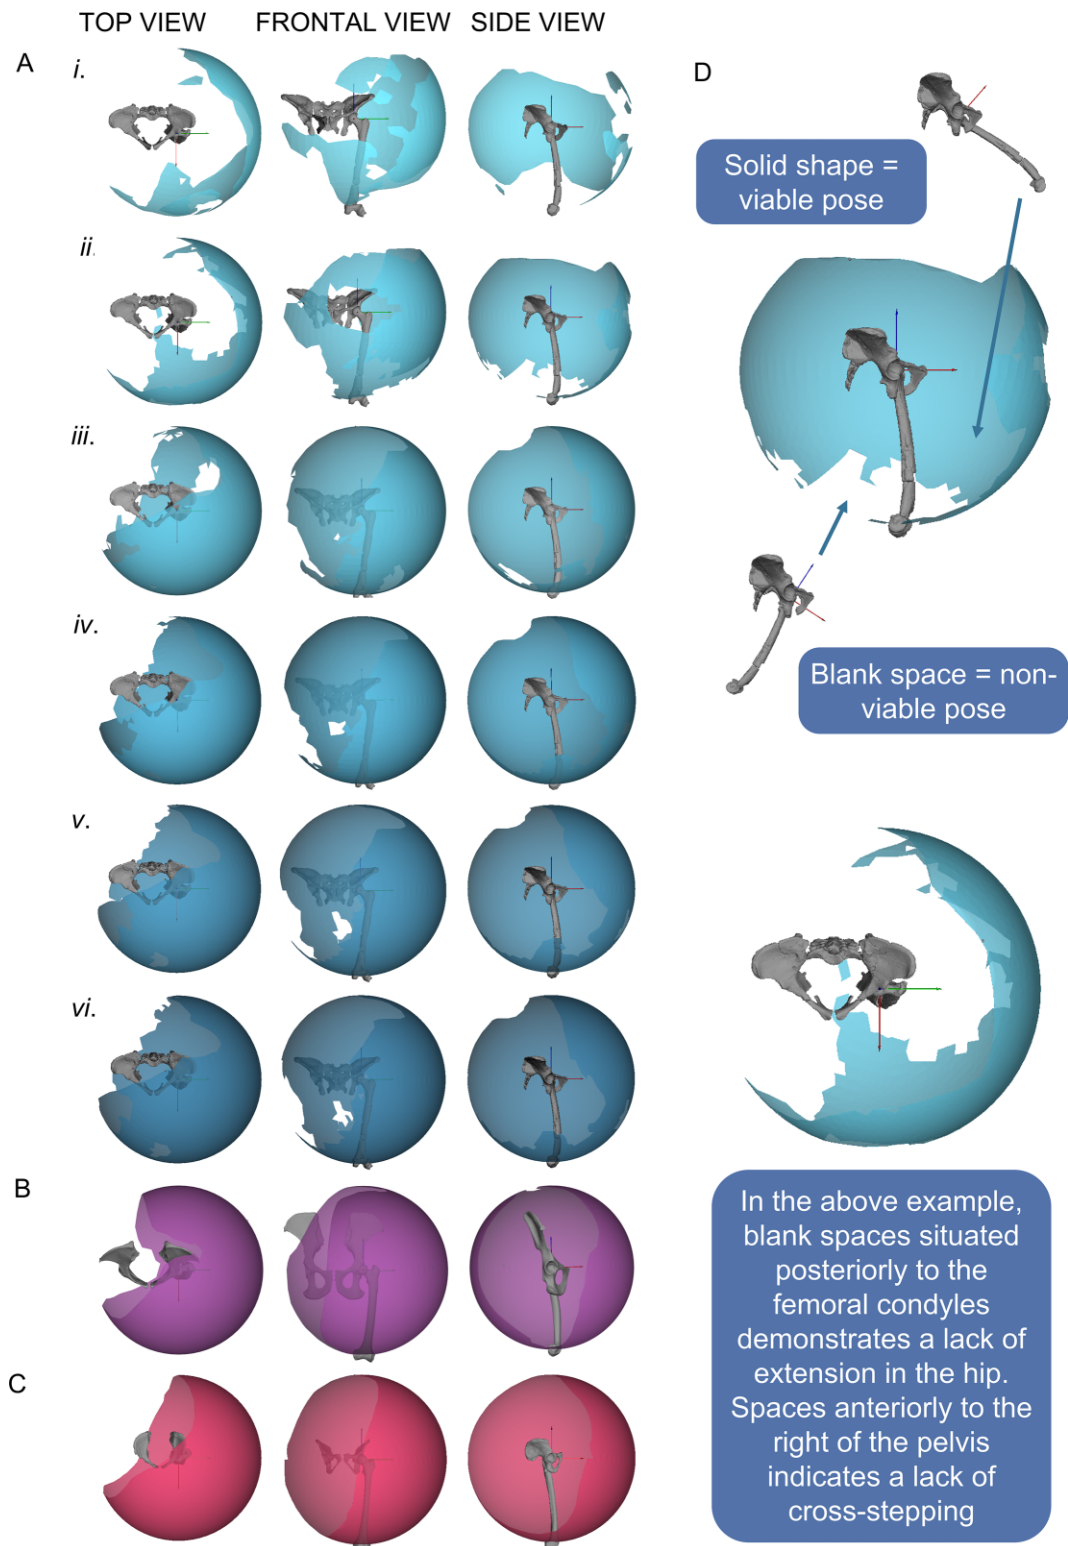 TOP VIEW FRONTAL VIEW SIDE VIEW
A
i.
ii.
iii.
iv.
v.
vi.
B
C
D
Solid shape =
viable pose
Blank space = non-
viable pose
In the above example,
blank spaces situated
posteriorly to the
femoral condyles
demonstrates a lack of
extension in the hip.
Spaces anteriorly to the
right of the pelvis
indicates a lack of
cross-stepping